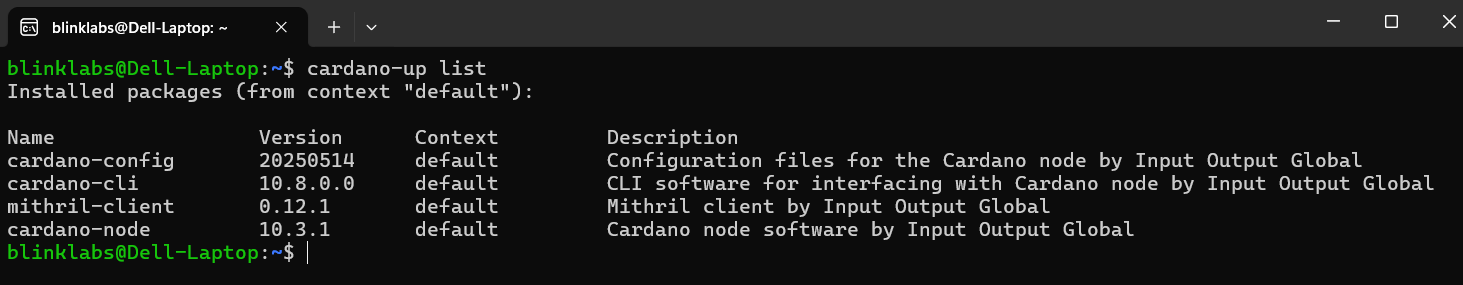 blinklabs@Dell-Laptop: ~
blinklabs@Dell-Laptop:~$ cardano-up list
Installed packages (from context "default"):
Name Version Context Description
cardano-config 20250514 default Configuration files for the Cardano node by Input Output Global
cardano-cli 10.8.0.0 default CLI software for interfacing with Cardano node by Input Output Global
mithril-client 0.12.1 default Mithril client by Input Output Global
cardano-node 10.3.1 default Cardano node software by Input Output Global
blinklabs@Dell-Laptop:~$